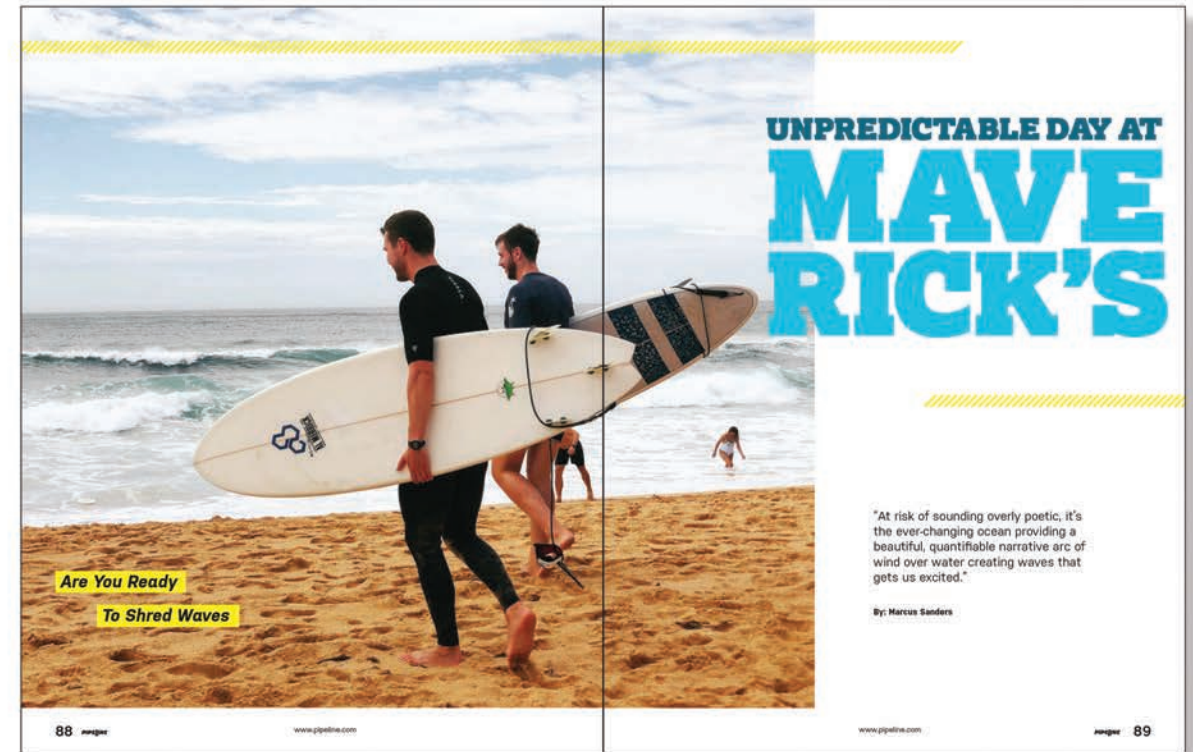 UNPREDICTABLE DAY AT
MAVE
RICK'S
"At risk of sounding overly poetic, it's
the ever-changing ocean providing a
beautiful, quantifiable narrative arc of
wind over water creating waves that
gets us excited."
By: Marcus Sanders
Are You Ready
To Shred Waves
88
www.pipeline.com
www.pipeline.com
89